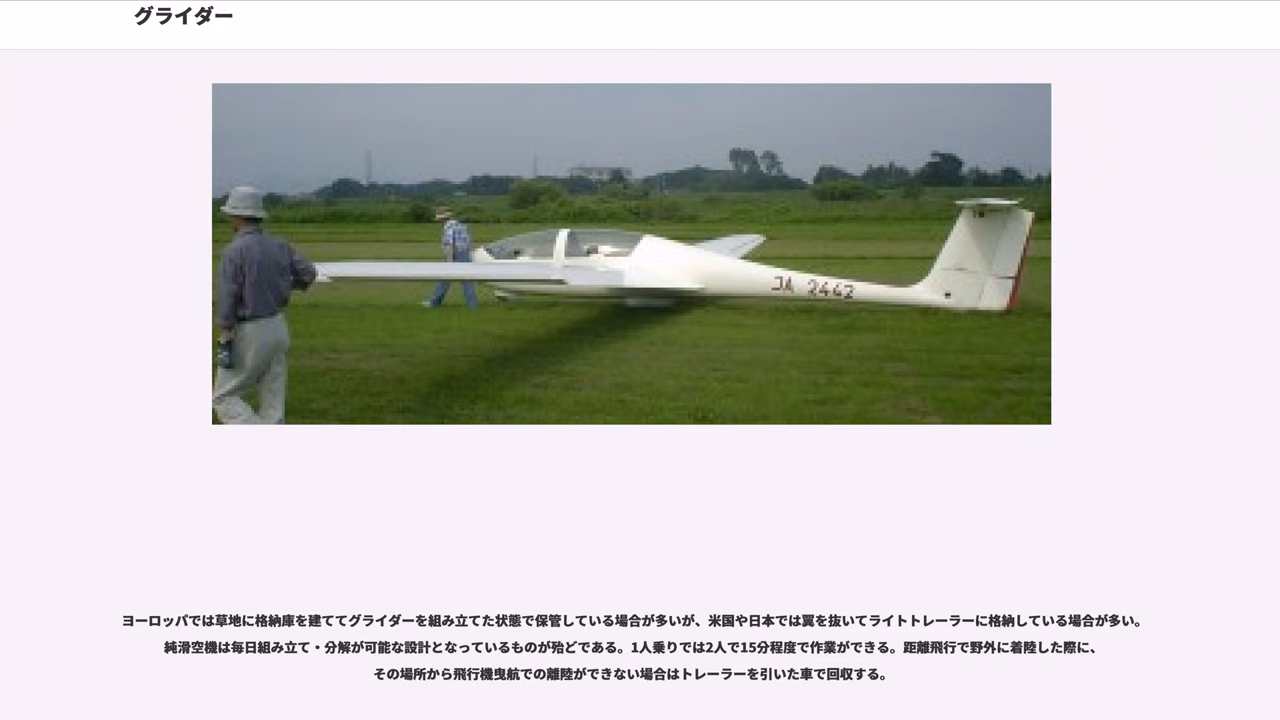 グライダー
JA 2442
ヨーロッパでは草地に格納庫を建ててグライダーを組み立てた状態で保管している場合が多いが、米国や日本では翼を抜いてライトトレーラーに格納している場合が多い。
純滑空機は毎日組み立て・分解が可能な設計となっているものが殆どである。1人乗りでは2人で15分程度で作業ができる。距離飛行で野外に着陸した際に、
その場所から飛行機曳航での離陸ができない場合はトレーラーを引いた車で回収する。